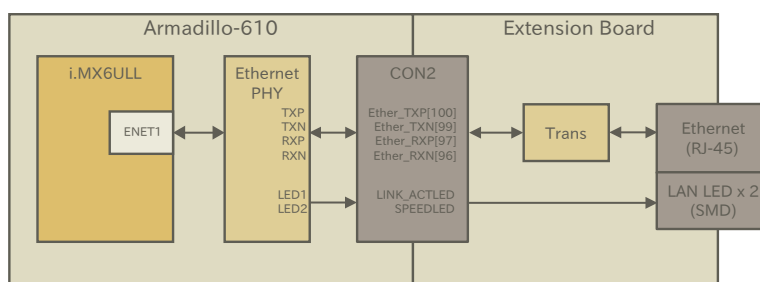 Armadillo-610
Extension Board
i.MX6ULL
ENET1
Ethernet
PHY
TXP
TXN
RXP
RXN
LED1
LED2
CON2
Ether_TXP[100]
Ether_TXN[99]
Ether_RXP[97]
Ether_RXN[96]
LINK_ACTLED
SPEEDLED
Trans
Ethernet
(RJ-45)
LAN LED x 2
(SMD)